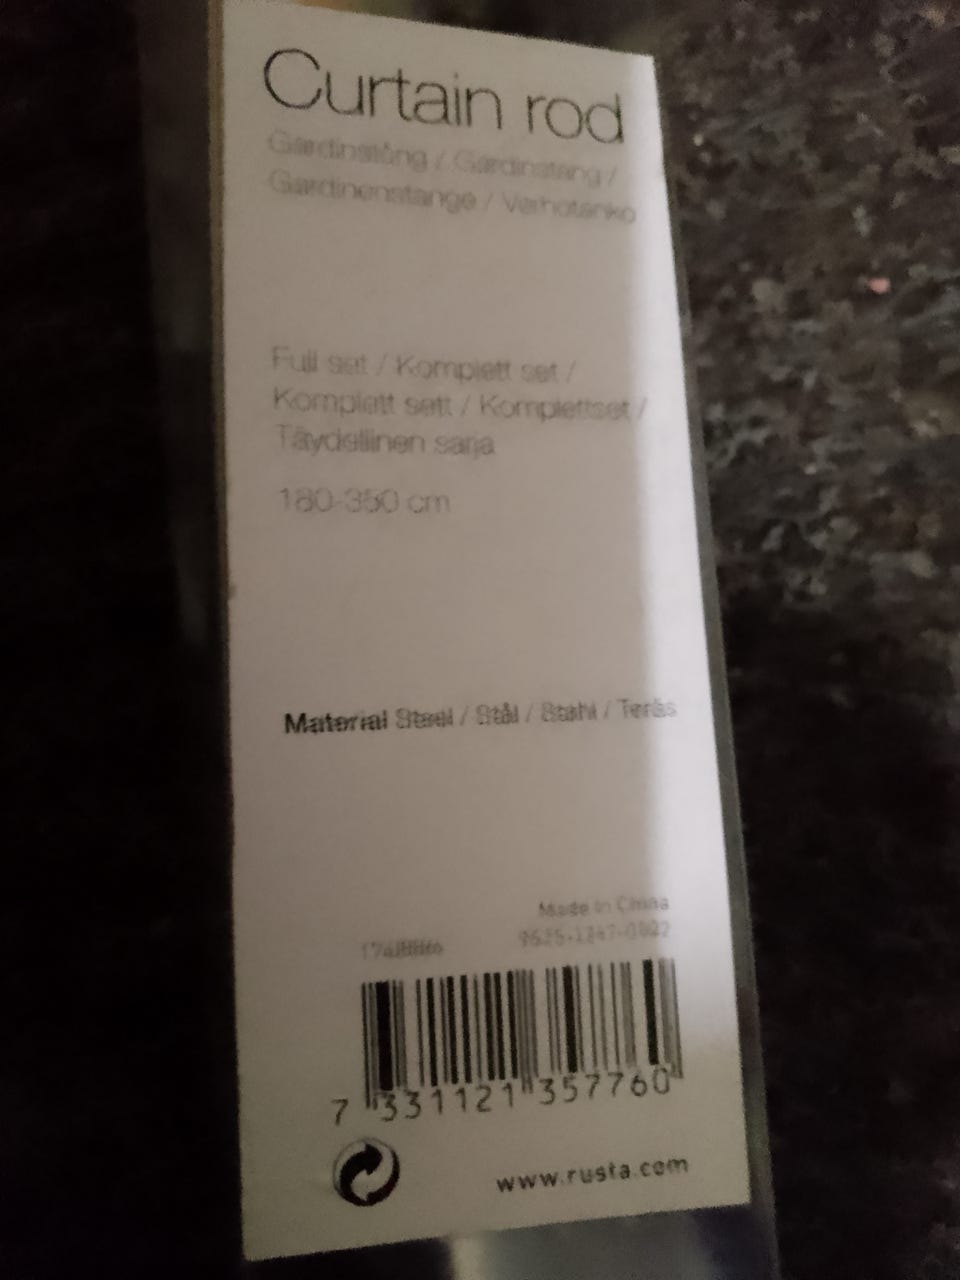 Curtain rod
Gardinstång / Gardinstang /
Gardinenstange / Verhotanko
Full set / Komplett set /
Komplett sett / Komplettset /
Täydellinen sarja
180-350 cm
Material Steel / Stål / Stahl / Teräs
Made in China
7 331121 357760
www.rusta.com